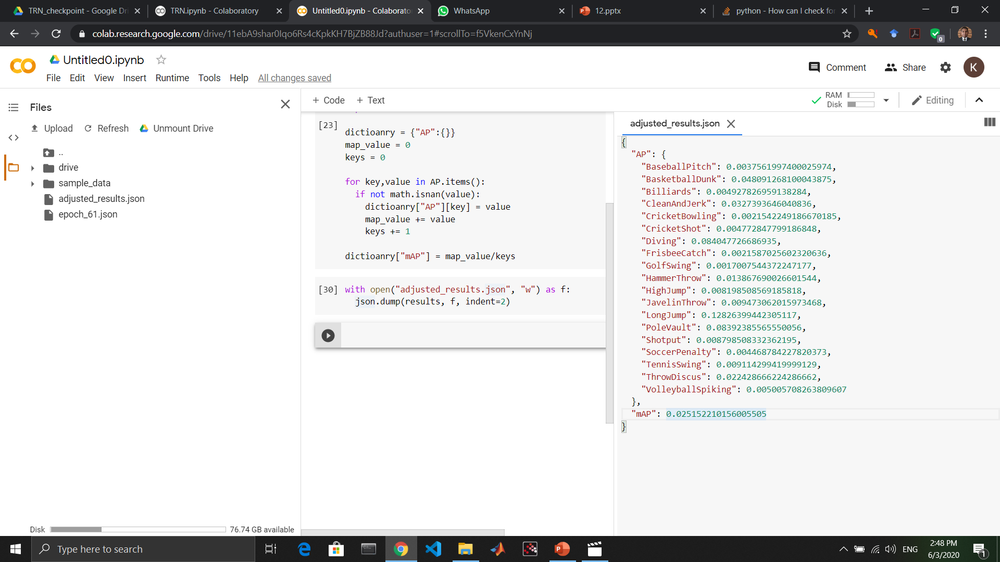 TRN_checkpoint - Google Dri
TRN.ipynb - Colaboratory
Untitled0.ipynb - Colaborato
WhatsApp
12.pptx
python - How can I check for
colab.research.google.com/drive/11ebA9shar0Iqo6Rs4cKpkKH7BjZB88Jd?authuser=1#scrollTo=f5VkenCxYnNj
0
Untitled0.ipynb
File Edit View Insert Runtime Tools Help All changes saved
Comment Share K
Files
Upload Refresh Unmount Drive
..
drive
sample_data
adjusted_results.json
epoch_61.json
Disk 76.74 GB available
+ Code + Text
RAM
Disk
Editing
[23]
dictioanry = {"AP":{}}
map_value = 0
keys = 0
for key,value in AP.items():
if not math.isnan(value):
dictioanry["AP"][key] = value
map_value += value
keys += 1
dictioanry["mAP"] = map_value/keys
[30] with open("adjusted_results.json", "w") as f:
json.dump(results, f, indent=2)
adjusted_results.json
{
"AP": {
"BaseballPitch": 0.0037561997400025974,
"BasketballDunk": 0.048091268100043875,
"Billiards": 0.004927826959138284,
"CleanAndJerk": 0.0327393646040836,
"CricketBowling": 0.0021542249186670185,
"CricketShot": 0.004772847799186848,
"Diving": 0.084047726686935,
"FrisbeeCatch": 0.0021587025602320636,
"GolfSwing": 0.0017007544372247177,
"HammerThrow": 0.013867690026601544,
"HighJump": 0.008198508569185818,
"JavelinThrow": 0.009473062015973468,
"LongJump": 0.12826399442305117,
"PoleVault": 0.08392385565550056,
"Shotput": 0.008798508332362195,
"SoccerPenalty": 0.004468784227820373,
"TennisSwing": 0.009114299419999129,
"ThrowDiscus": 0.022428666224286662,
"VolleyballSpiking": 0.005005708263809607
},
"mAP": 0.025152210156005505
}
Type here to search
ENG
2:48 PM
6/3/2020
1